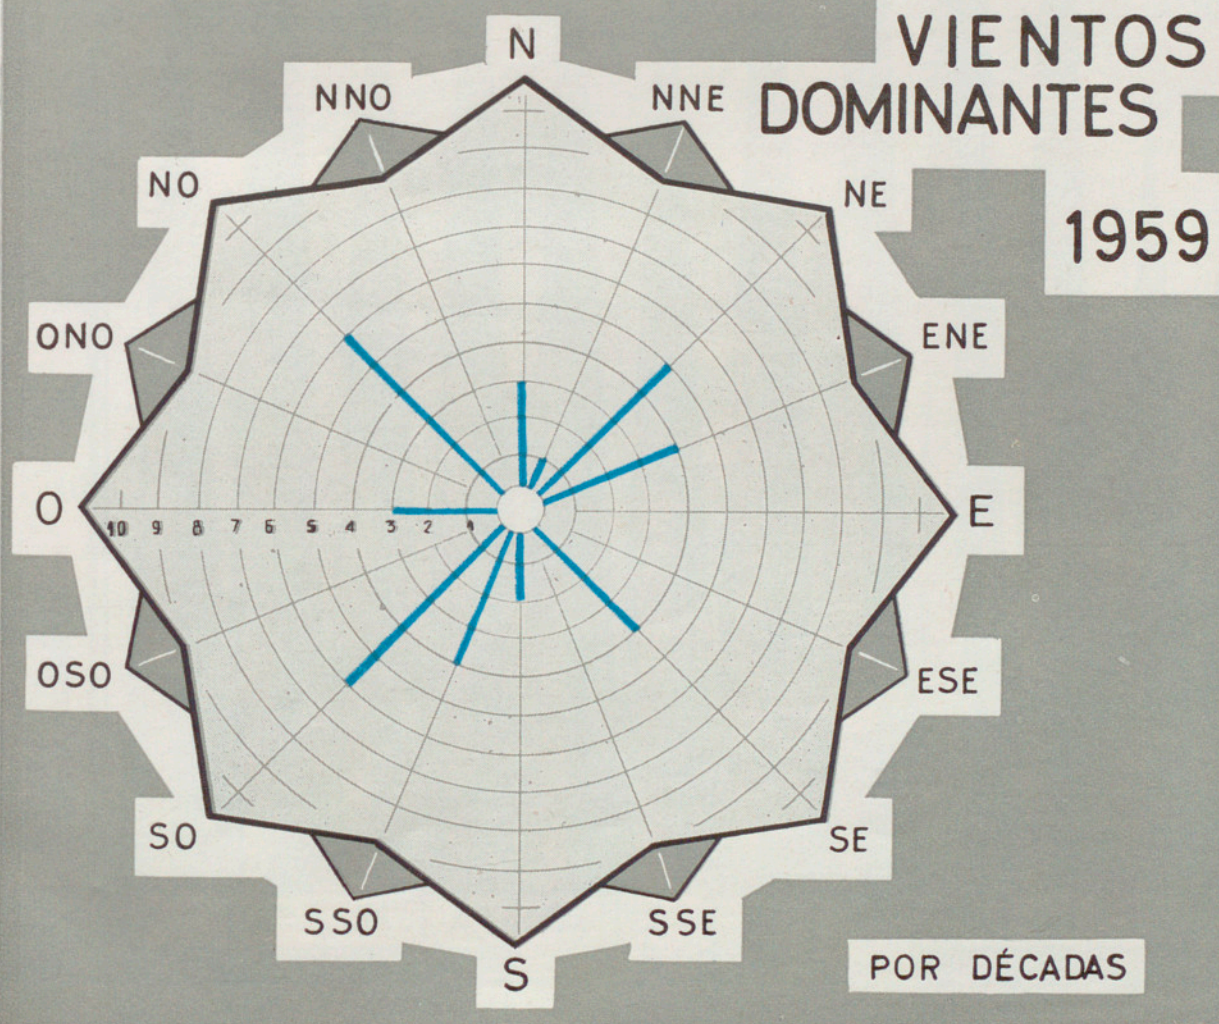 VIENTOS
DOMINANTES
1959
N
NNO
NNE
NO
NE
ONO
ENE
O
10 9 8 7 6 5 4 3 2 1
E
OSO
ESE
SO
SE
SSO
SSE
S
POR DÉCADAS